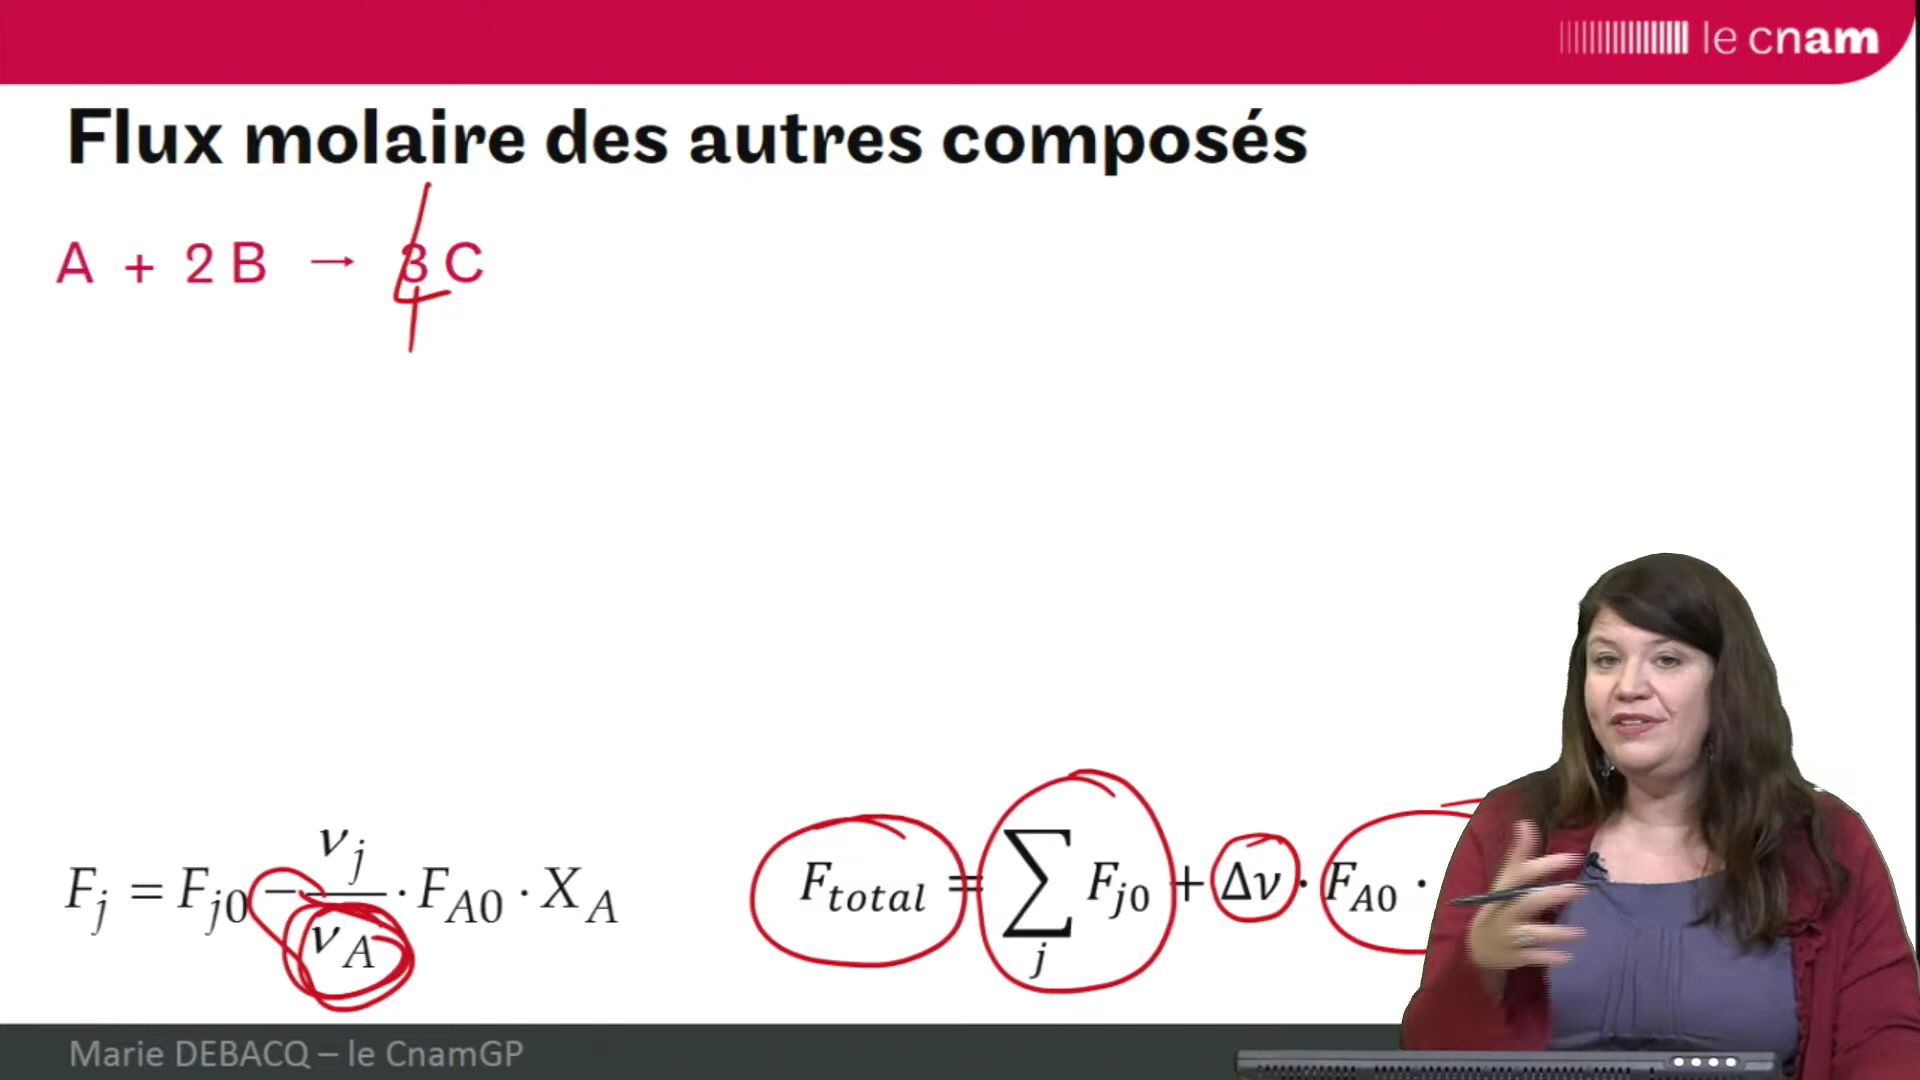 le cnam
Flux molaire des autres composés
A + 2 B → 3 C
4
F_j = F_j0 − ν_j / ν_A · F_A0 · X_A
F_total = ∑_j F_j0 + Δν · F_A0 ·
Marie DEBACQ – le CnamGP